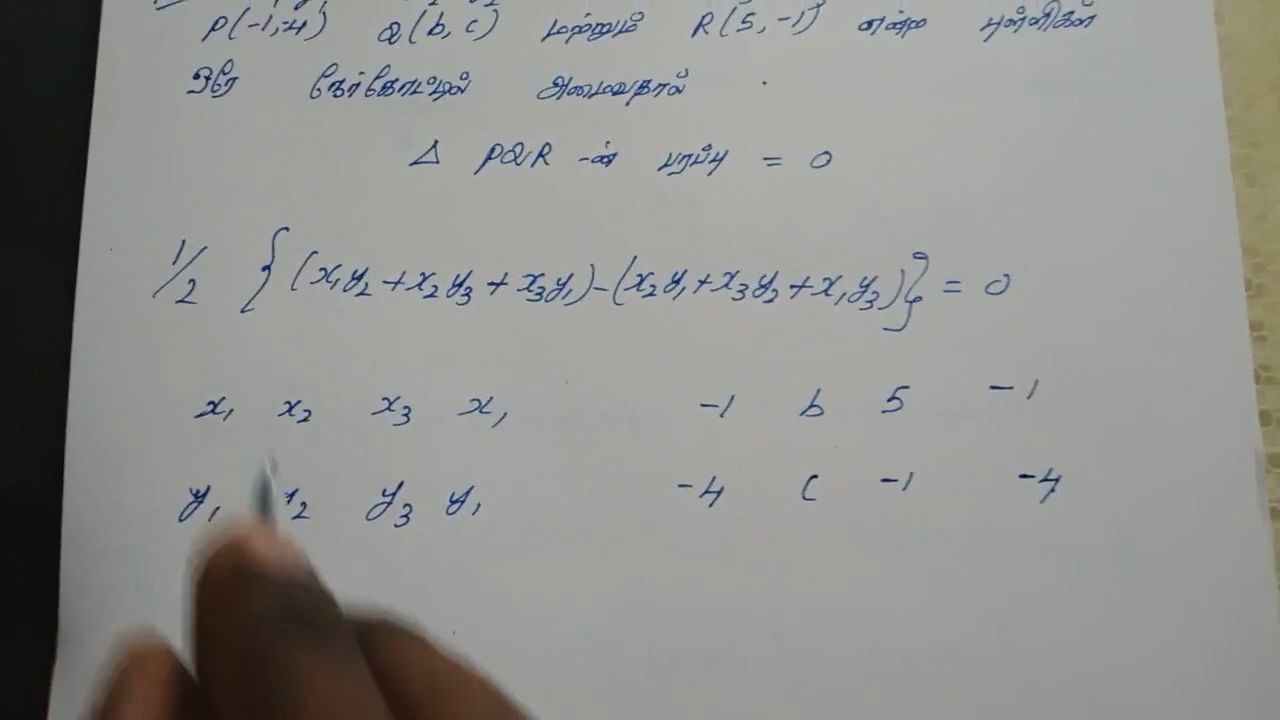 P(-1,-4) Q(b, c) மற்றும் R(5, -1) என்ற புள்ளிகள்
ஒரே நேர்கோட்டில் அமைவதால்
Δ PQR -ன் பரப்பு = 0
1/2 {(x₁y₂+x₂y₃+x₃y₁)-(x₂y₁+x₃y₂+x₁y₃)} = 0
x₁ x₂ x₃ x₁ -1 b 5 -1
y₁ y₂ y₃ y₁ -4 c -1 -4